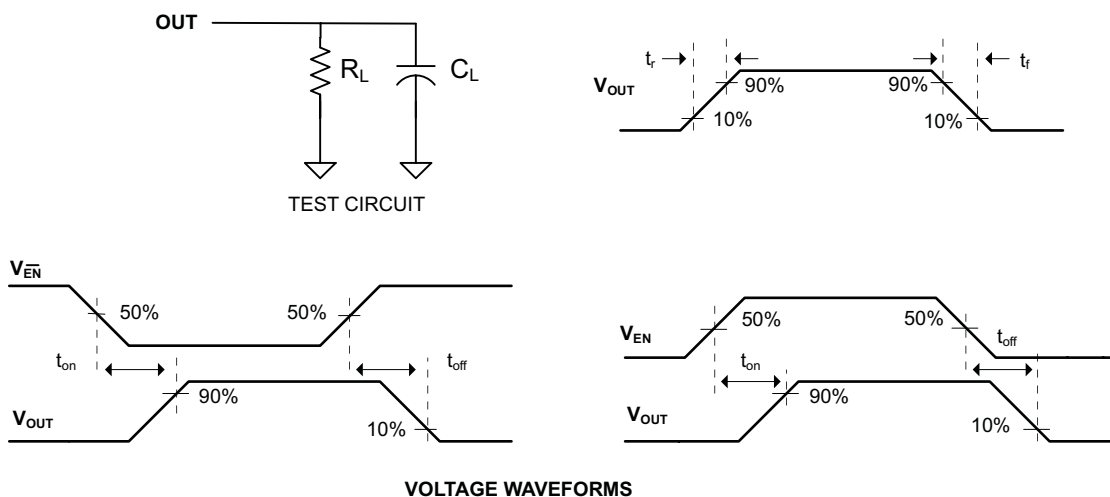 OUT
R_L
C_L
TEST CIRCUIT
t_r
t_f
V_OUT
90%
90%
10%
10%
V_E̅N̅
50%
50%
t_on
t_off
V_OUT
90%
10%
V_EN
50%
50%
t_on
t_off
V_OUT
90%
10%
VOLTAGE WAVEFORMS